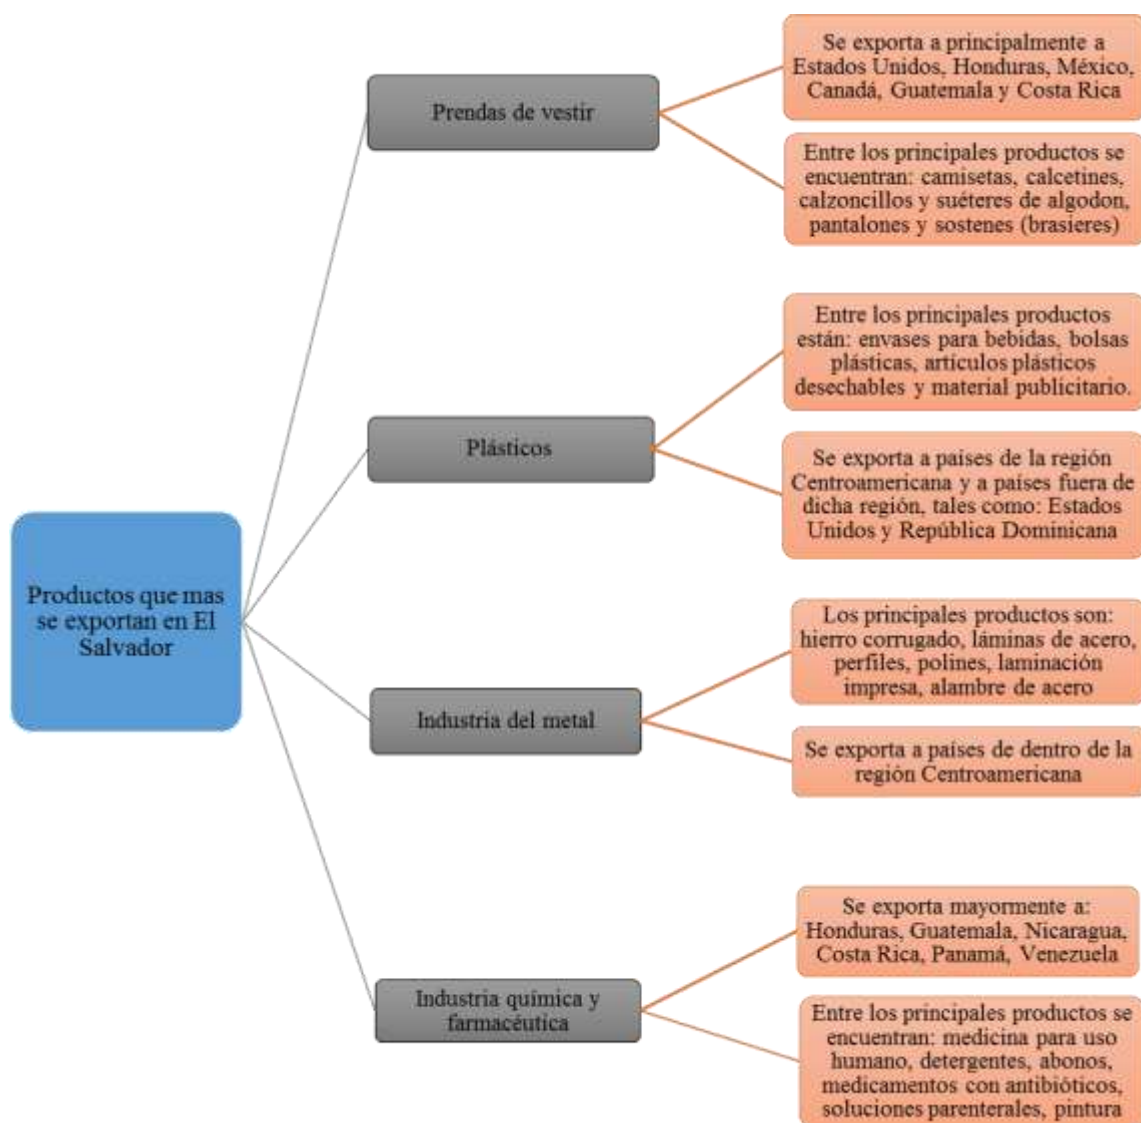 Productos que mas
se exportan en El
Salvador
Prendas de vestir
Se exporta a principalmente a
Estados Unidos, Honduras, México,
Canadá, Guatemala y Costa Rica
Entre los principales productos se
encuentran: camisetas, calcetines,
calzoncillos y suéteres de algodon,
pantalones y sostenes (brasieres)
Plásticos
Entre los principales productos
están: envases para bebidas, bolsas
plásticas, artículos plásticos
desechables y material publicitario.
Se exporta a países de la región
Centroamericana y a países fuera de
dicha región, tales como: Estados
Unidos y República Dominicana
Industria del metal
Los principales productos son:
hierro corrugado, láminas de acero,
perfiles, polines, laminación
impresa, alambre de acero
Se exporta a países de dentro de la
región Centroamericana
Industria química y
farmacéutica
Se exporta mayormente a:
Honduras, Guatemala, Nicaragua,
Costa Rica, Panamá, Venezuela
Entre los principales productos se
encuentran: medicina para uso
humano, detergentes, abonos,
medicamentos con antibióticos,
soluciones parenterales, pintura